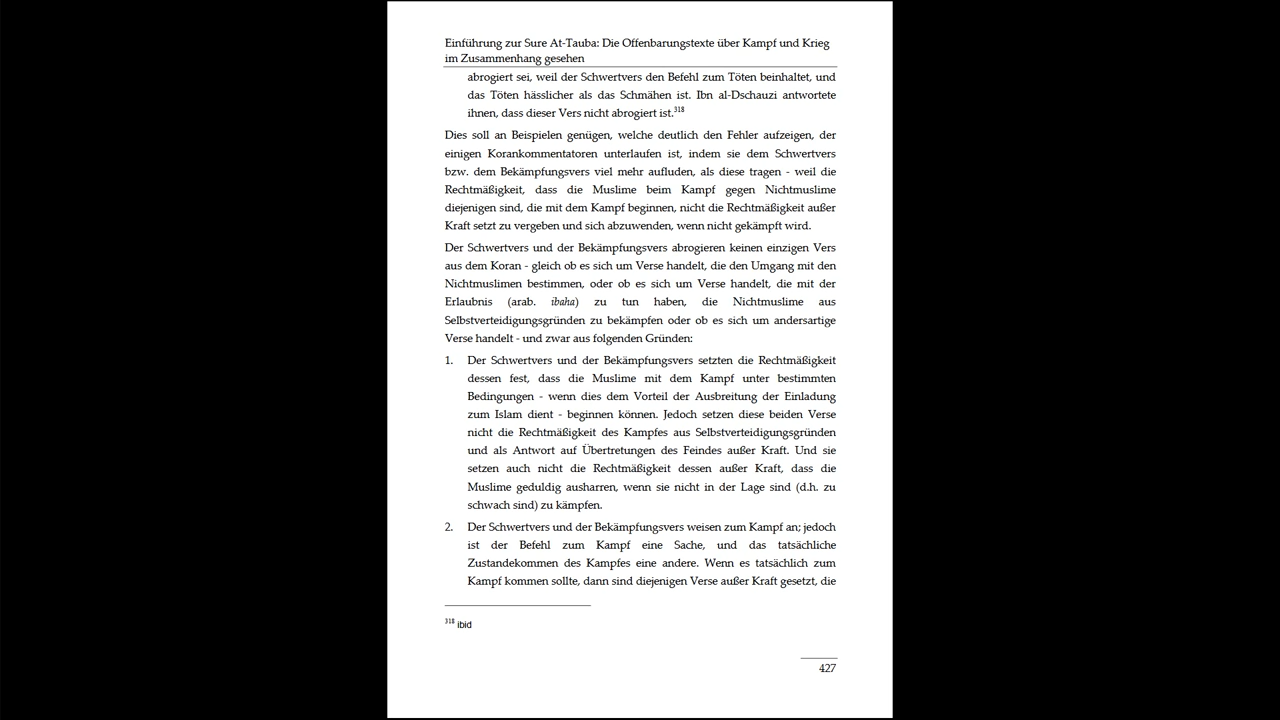 Einführung zur Sure At-Tauba: Die Offenbarungstexte über Kampf und Krieg
im Zusammenhang gesehen
abrogiert sei, weil der Schwertvers den Befehl zum Töten beinhaltet, und
das Töten hässlicher als das Schmähen ist. Ibn al-Dschauzi antwortete
ihnen, dass dieser Vers nicht abrogiert ist.318
Dies soll an Beispielen genügen, welche deutlich den Fehler aufzeigen, der
einigen Korankommentatoren unterlaufen ist, indem sie dem Schwertvers
bzw. dem Bekämpfungsvers viel mehr aufluden, als diese tragen - weil die
Rechtmäßigkeit, dass die Muslime beim Kampf gegen Nichtmuslime
diejenigen sind, die mit dem Kampf beginnen, nicht die Rechtmäßigkeit außer
Kraft setzt zu vergeben und sich abzuwenden, wenn nicht gekämpft wird.
Der Schwertvers und der Bekämpfungsvers abrogieren keinen einzigen Vers
aus dem Koran - gleich ob es sich um Verse handelt, die den Umgang mit den
Nichtmuslimen bestimmen, oder ob es sich um Verse handelt, die mit der
Erlaubnis (arab. ibaha) zu tun haben, die Nichtmuslime aus
Selbstverteidigungsgründen zu bekämpfen oder ob es sich um andersartige
Verse handelt - und zwar aus folgenden Gründen:
1. Der Schwertvers und der Bekämpfungsvers setzten die Rechtmäßigkeit
dessen fest, dass die Muslime mit dem Kampf unter bestimmten
Bedingungen - wenn dies dem Vorteil der Ausbreitung der Einladung
zum Islam dient - beginnen können. Jedoch setzen diese beiden Verse
nicht die Rechtmäßigkeit des Kampfes aus Selbstverteidigungsgründen
und als Antwort auf Übertretungen des Feindes außer Kraft. Und sie
setzen auch nicht die Rechtmäßigkeit dessen außer Kraft, dass die
Muslime geduldig ausharren, wenn sie nicht in der Lage sind (d.h. zu
schwach sind) zu kämpfen.
2. Der Schwertvers und der Bekämpfungsvers weisen zum Kampf an; jedoch
ist der Befehl zum Kampf eine Sache, und das tatsächliche
Zustandekommen des Kampfes eine andere. Wenn es tatsächlich zum
Kampf kommen sollte, dann sind diejenigen Verse außer Kraft gesetzt, die
318 ibid
427